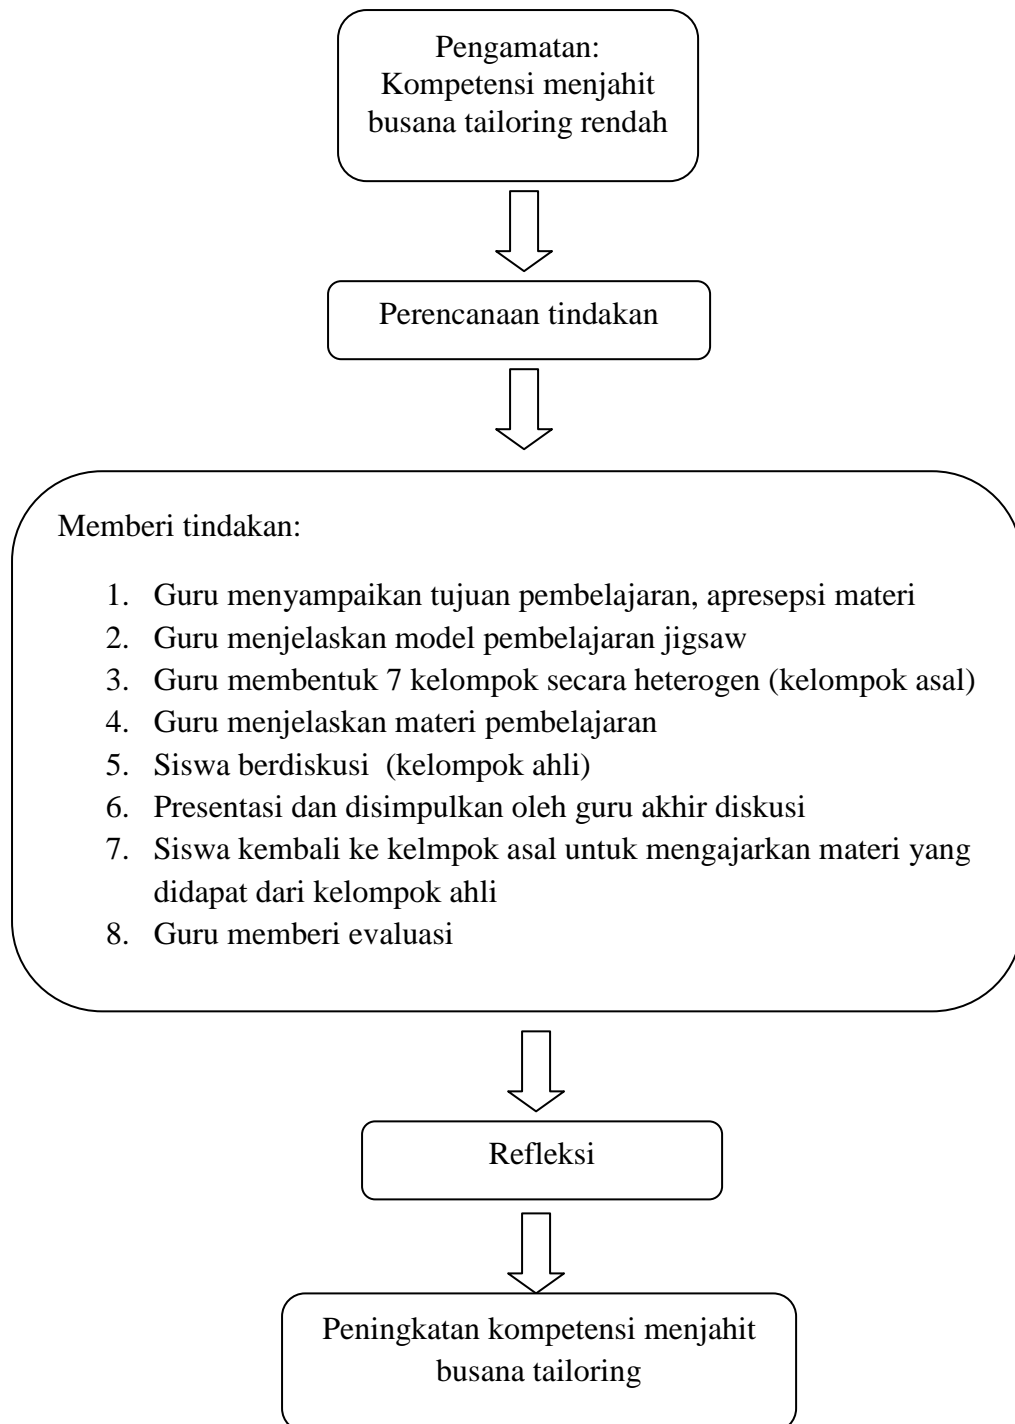 Pengamatan:
Kompetensi menjahit
busana tailoring rendah
Perencanaan tindakan
Memberi tindakan:
1. Guru menyampaikan tujuan pembelajaran, apresepsi materi
2. Guru menjelaskan model pembelajaran jigsaw
3. Guru membentuk 7 kelompok secara heterogen (kelompok asal)
4. Guru menjelaskan materi pembelajaran
5. Siswa berdiskusi  (kelompok ahli)
6. Presentasi dan disimpulkan oleh guru akhir diskusi
7. Siswa kembali ke kelmpok asal untuk mengajarkan materi yang
didapat dari kelompok ahli
8. Guru memberi evaluasi
Refleksi
Peningkatan kompetensi menjahit
busana tailoring